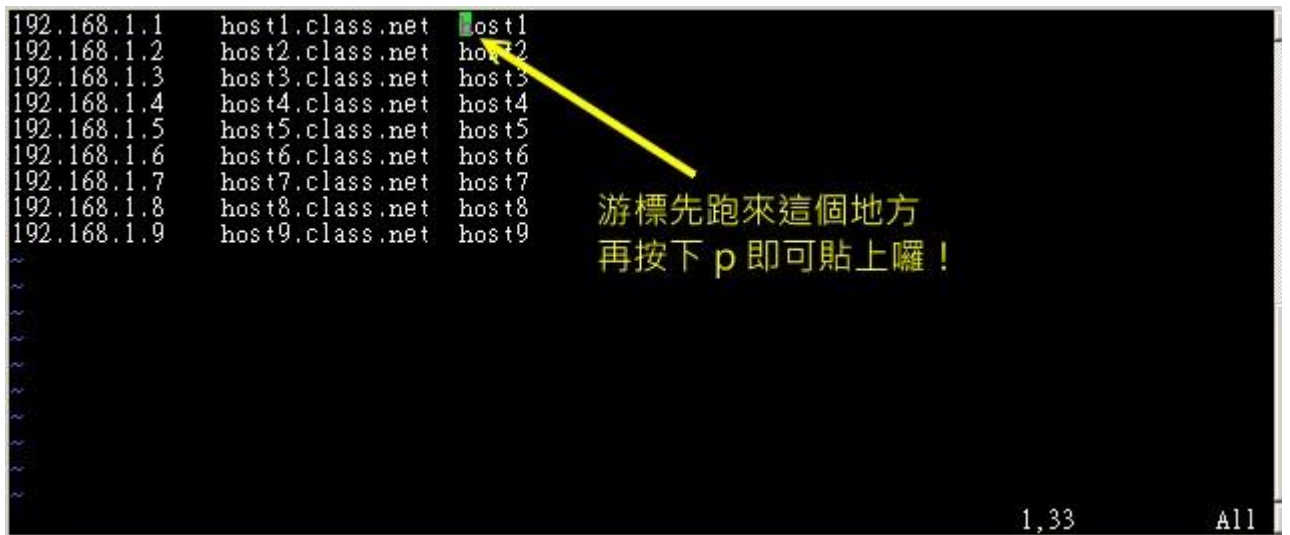 192.168.1.1 host1.class.net host1
192.168.1.2 host2.class.net host2
192.168.1.3 host3.class.net host3
192.168.1.4 host4.class.net host4
192.168.1.5 host5.class.net host5
192.168.1.6 host6.class.net host6
192.168.1.7 host7.class.net host7
192.168.1.8 host8.class.net host8
192.168.1.9 host9.class.net host9
游標先跑來這個地方
再按下 p 即可貼上囉！
~
~
~
~
~
~
~
~
~
~
1,33 All